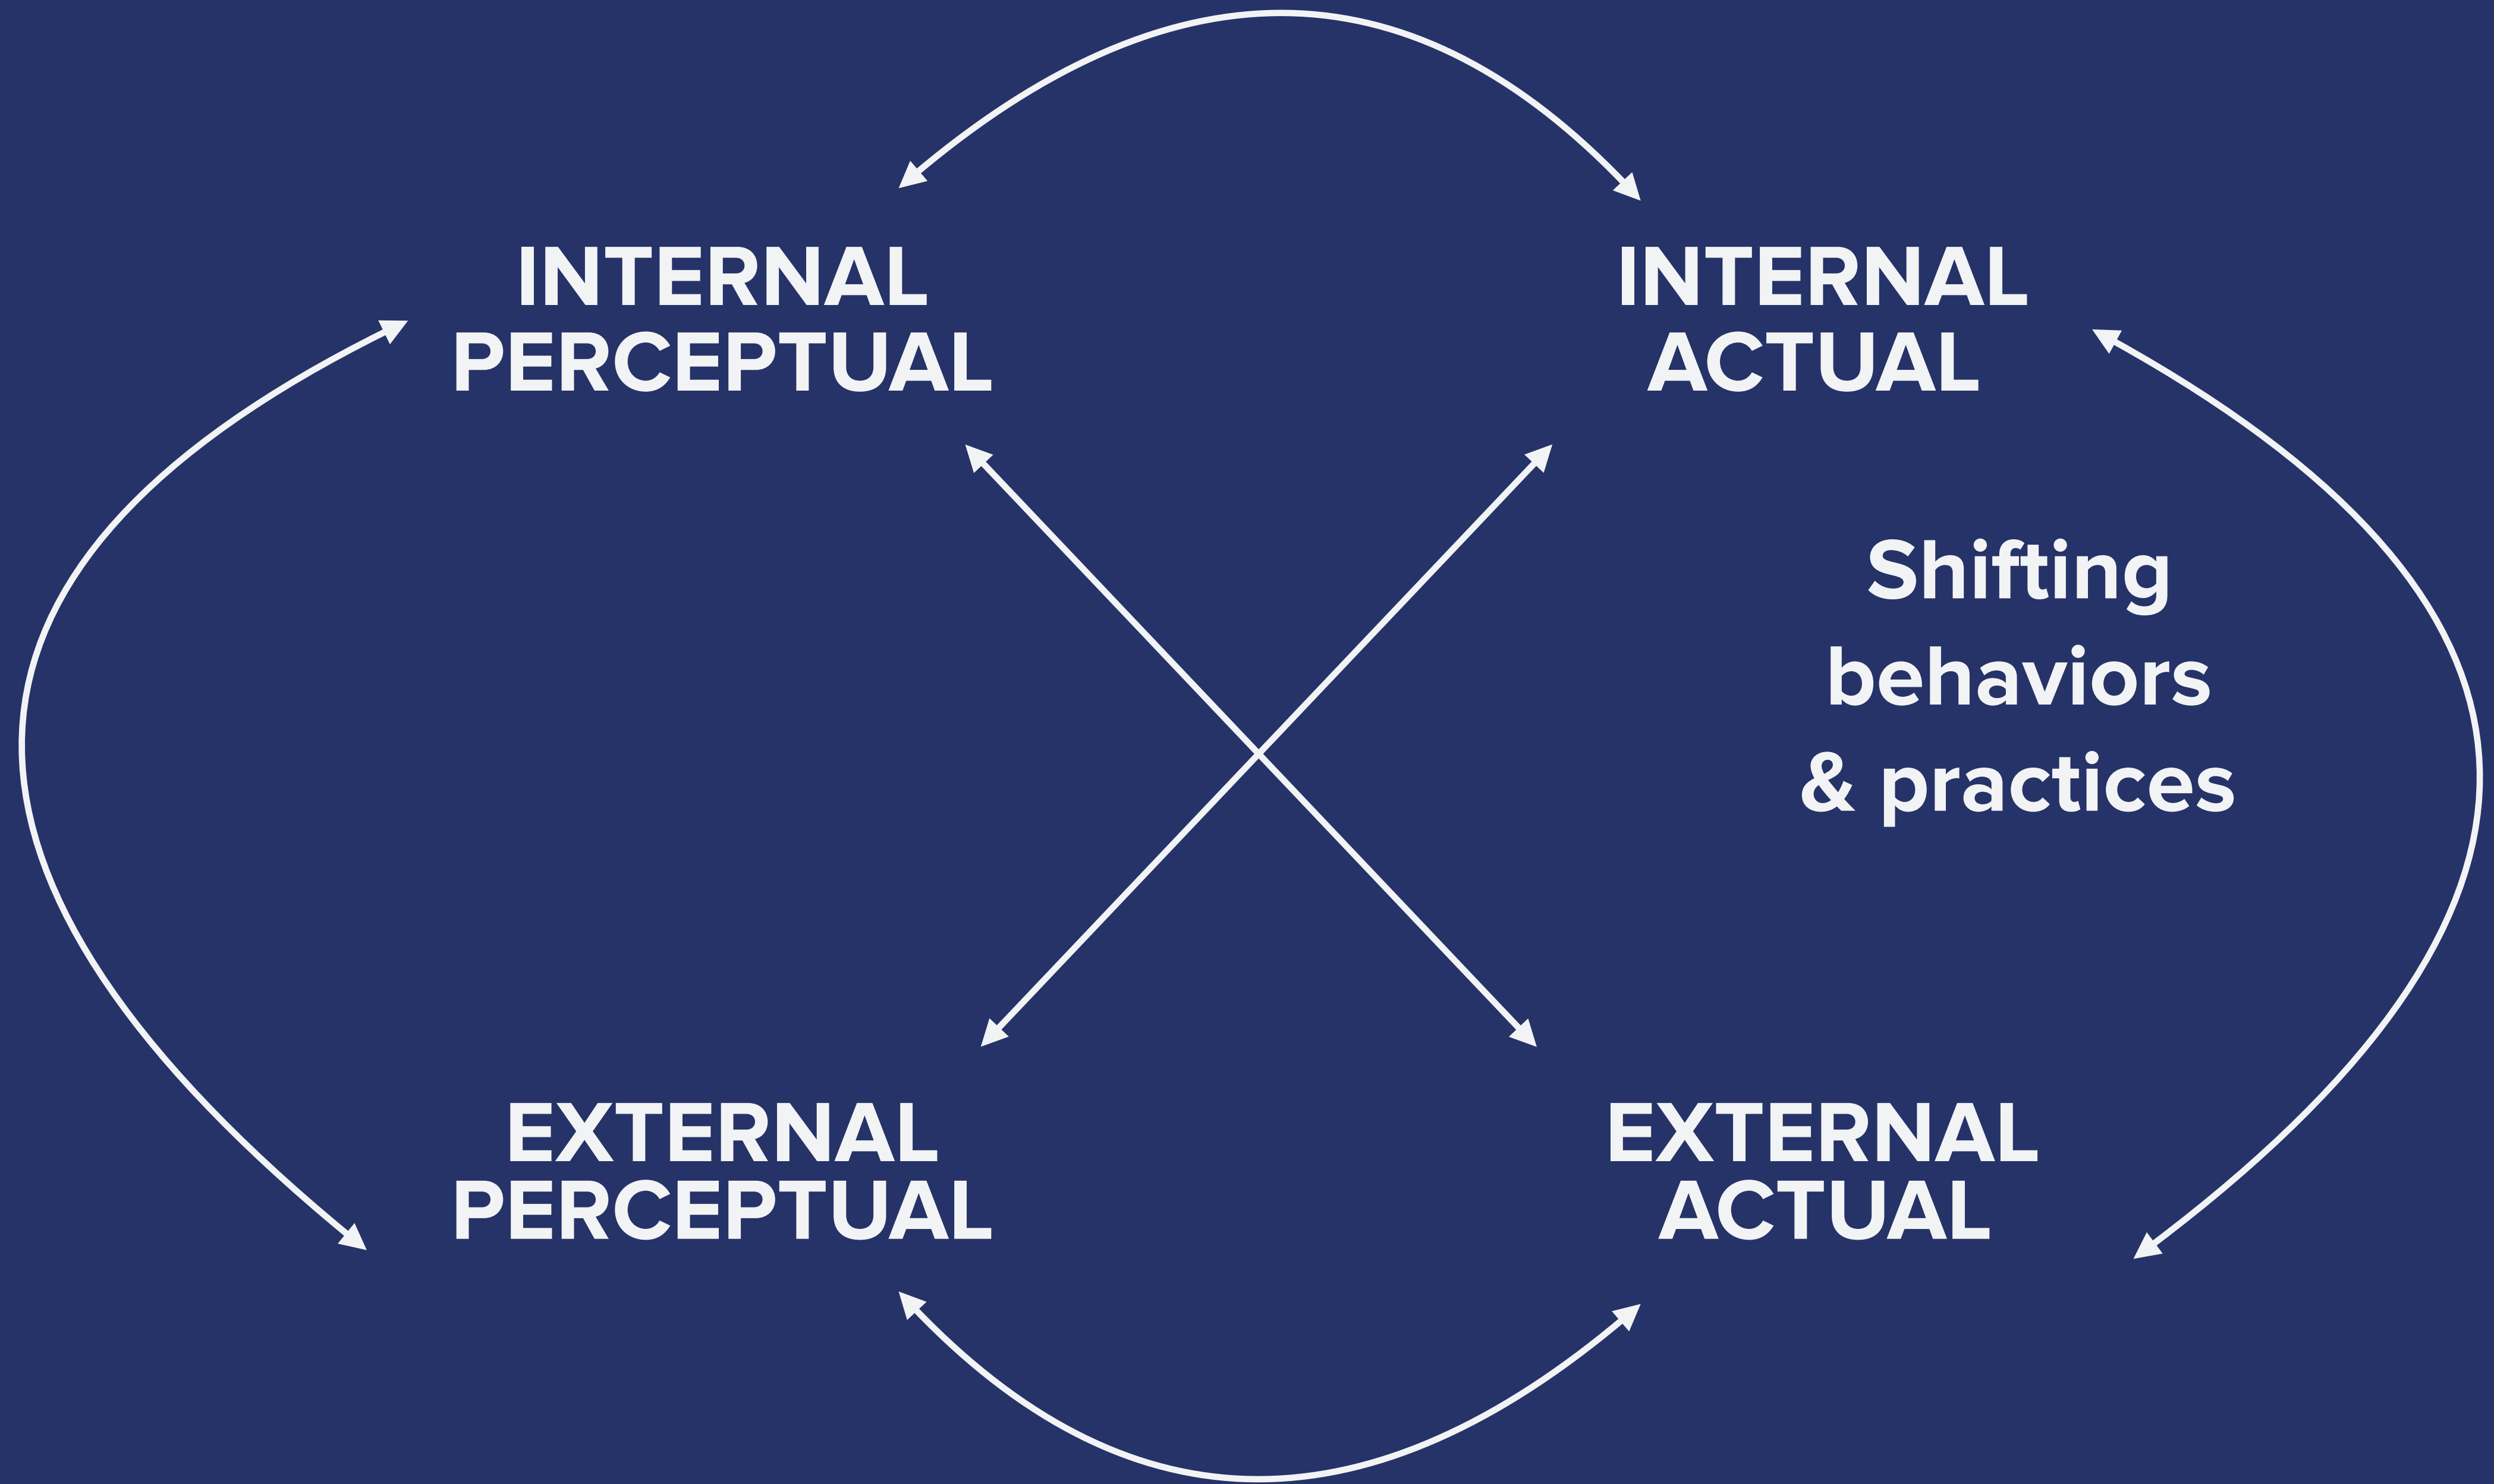 INTERNAL
PERCEPTUAL
INTERNAL
ACTUAL
Shifting
behaviors
& practices
EXTERNAL
PERCEPTUAL
EXTERNAL
ACTUAL